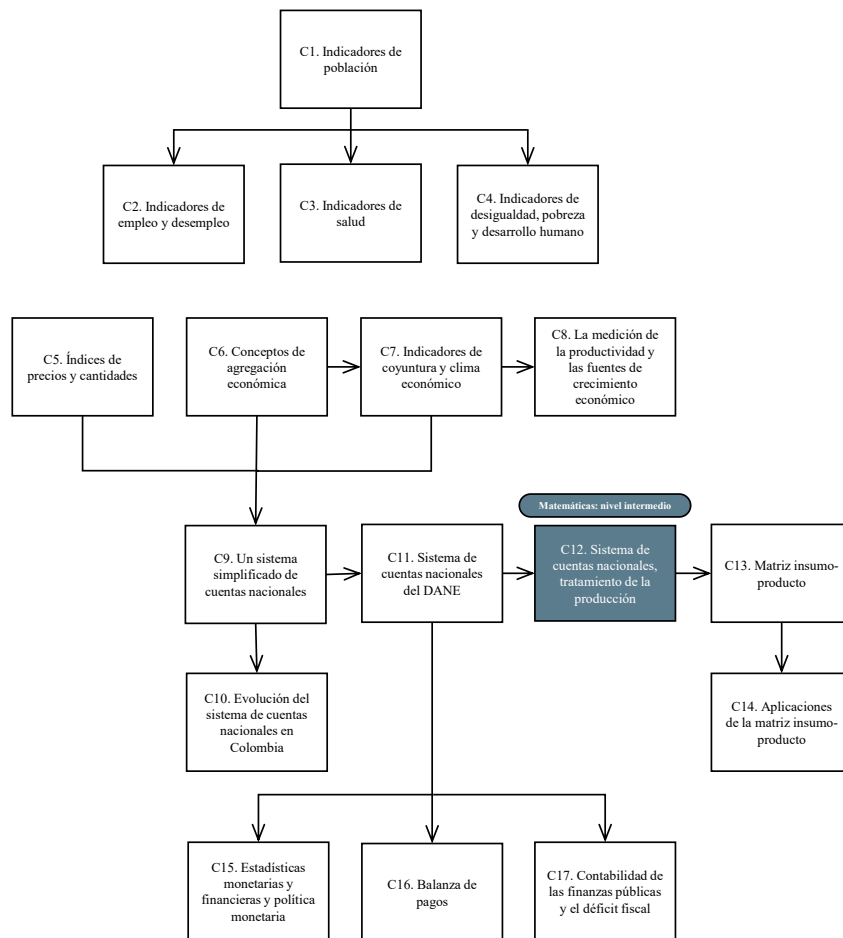 C1. Indicadores de
población
C2. Indicadores de
empleo y desempleo
C3. Indicadores de
salud
C4. Indicadores de
desigualdad, pobreza
y desarrollo humano
C5. Índices de
precios y cantidades
C6. Conceptos de
agregación
económica
C7. Indicadores de
coyuntura y clima
económico
C8. La medición de
la productividad y
las fuentes de
crecimiento
económico
Matemáticas: nivel intermedio
C9. Un sistema
simplificado de
cuentas nacionales
C11. Sistema de
cuentas nacionales
del DANE
C12. Sistema de
cuentas nacionales,
tratamiento de la
producción
C13. Matriz insumo-
producto
C10. Evolución del
sistema de cuentas
nacionales en
Colombia
C14. Aplicaciones
de la matriz insumo-
producto
C15. Estadísticas
monetarias y
financieras y política
monetaria
C16. Balanza de
pagos
C17. Contabilidad de
las finanzas públicas
y el déficit fiscal